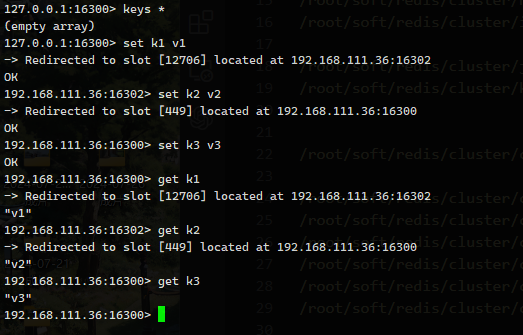 127.0.0.1:16300> keys *
(empty array)
127.0.0.1:16300> set k1 v1
-> Redirected to slot [12706] located at 192.168.111.36:16302
OK
192.168.111.36:16302> set k2 v2
-> Redirected to slot [449] located at 192.168.111.36:16300
OK
192.168.111.36:16300> set k3 v3
OK
192.168.111.36:16300> get k1
-> Redirected to slot [12706] located at 192.168.111.36:16302
"v1"
192.168.111.36:16302> get k2
-> Redirected to slot [449] located at 192.168.111.36:16300
"v2"
192.168.111.36:16300> get k3
"v3"
192.168.111.36:16300>